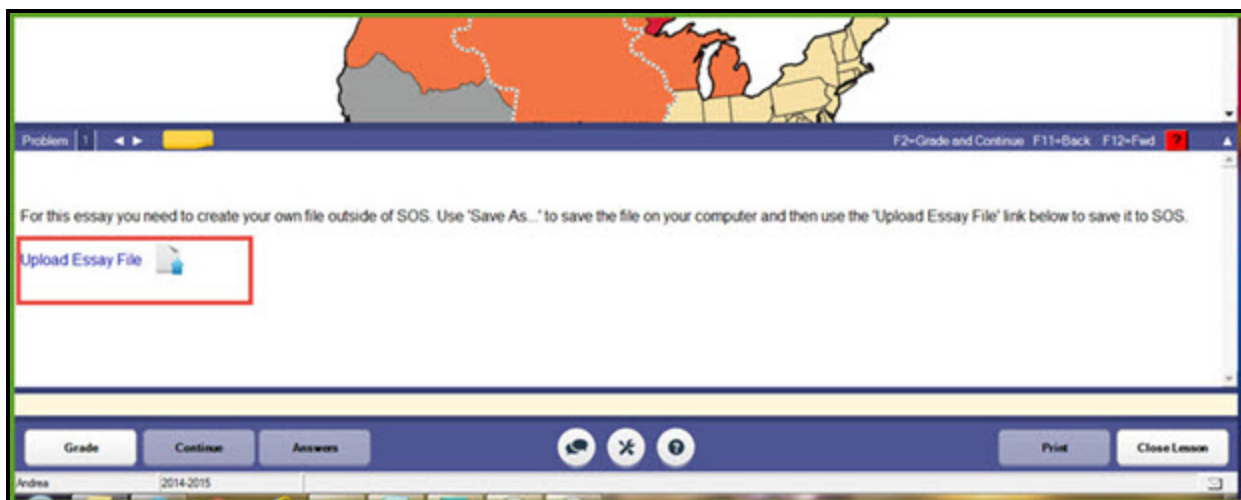 Problem 1 F2=Grade and Continue F11=Back F12=Fwd ?
For this essay you need to create your own file outside of SOS. Use 'Save As...' to save the file on your computer and then use the 'Upload Essay File' link below to save it to SOS.
Upload Essay File
Grade Continue Answers ? Print Close Lesson
Andrea 2014-2015